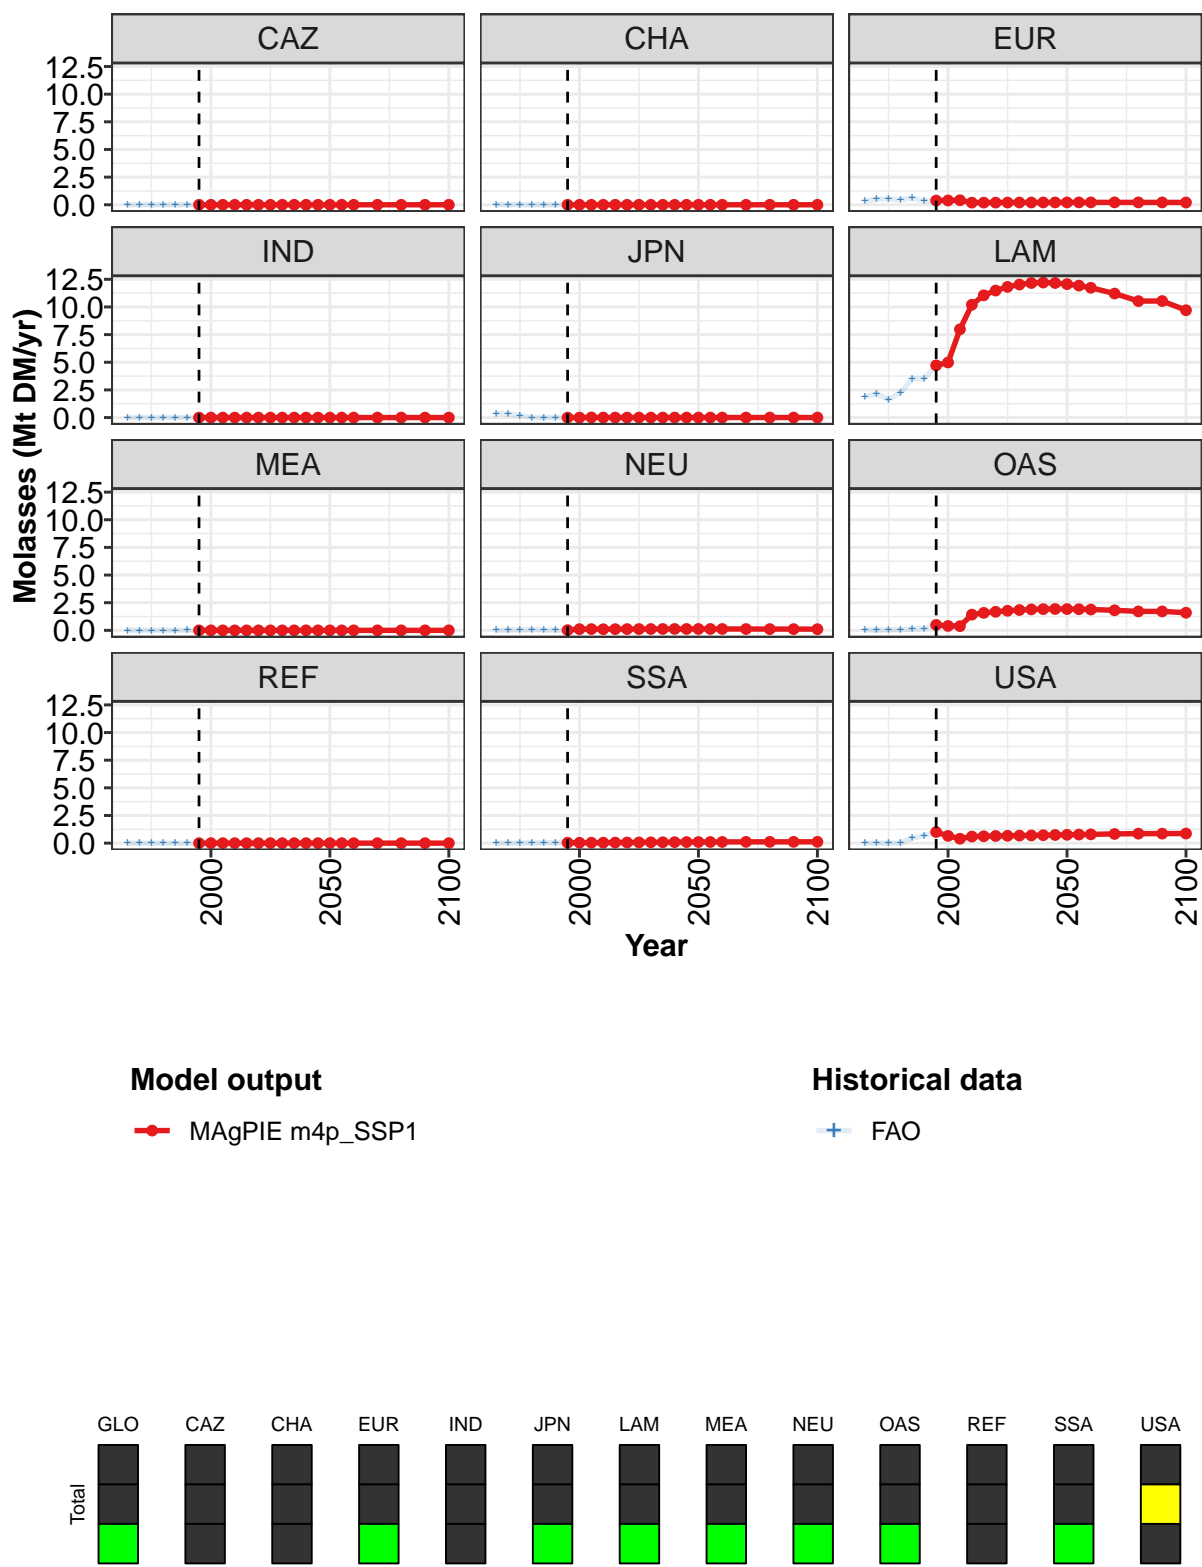 CAZ CHA EUR
12.5
10.0
7.5
5.0
2.5
0.0
IND JPN LAM
12.5
10.0
7.5
5.0
2.5
0.0
Molasses (Mt DM/yr)
MEA NEU OAS
12.5
10.0
7.5
5.0
2.5
0.0
REF SSA USA
12.5
10.0
7.5
5.0
2.5
0.0
2000 2050 2100 2000 2050 2100 2000 2050 2100
Year
Model output Historical data
MAgPIE m4p_SSP1 FAO
GLO CAZ CHA EUR IND JPN LAM MEA NEU OAS REF SSA USA
Total